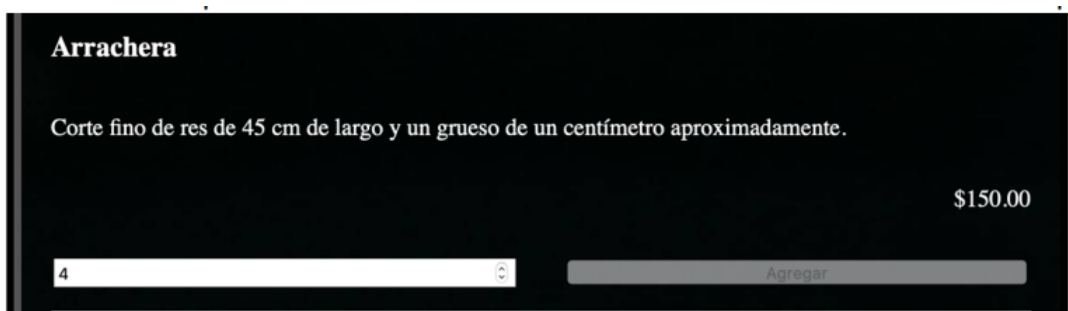 Arrachera
Corte fino de res de 45 cm de largo y un grueso de un centímetro aproximadamente.
$150.00
4
Agregar